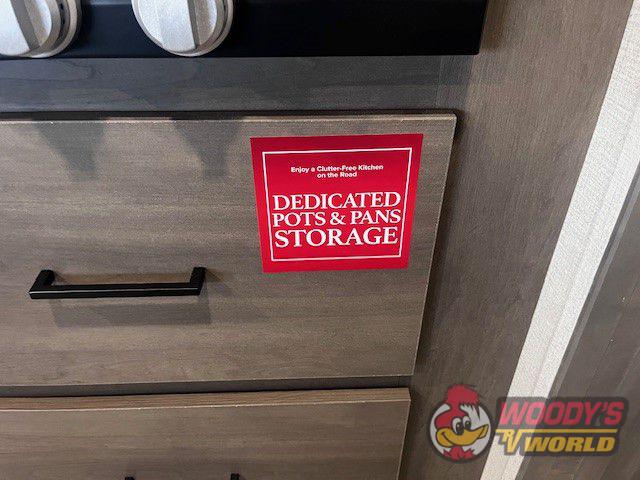 Enjoy a Clutter-Free Kitchen
on the Road
DEDICATED
POTS & PANS
STORAGE
WOODY'S
RV WORLD